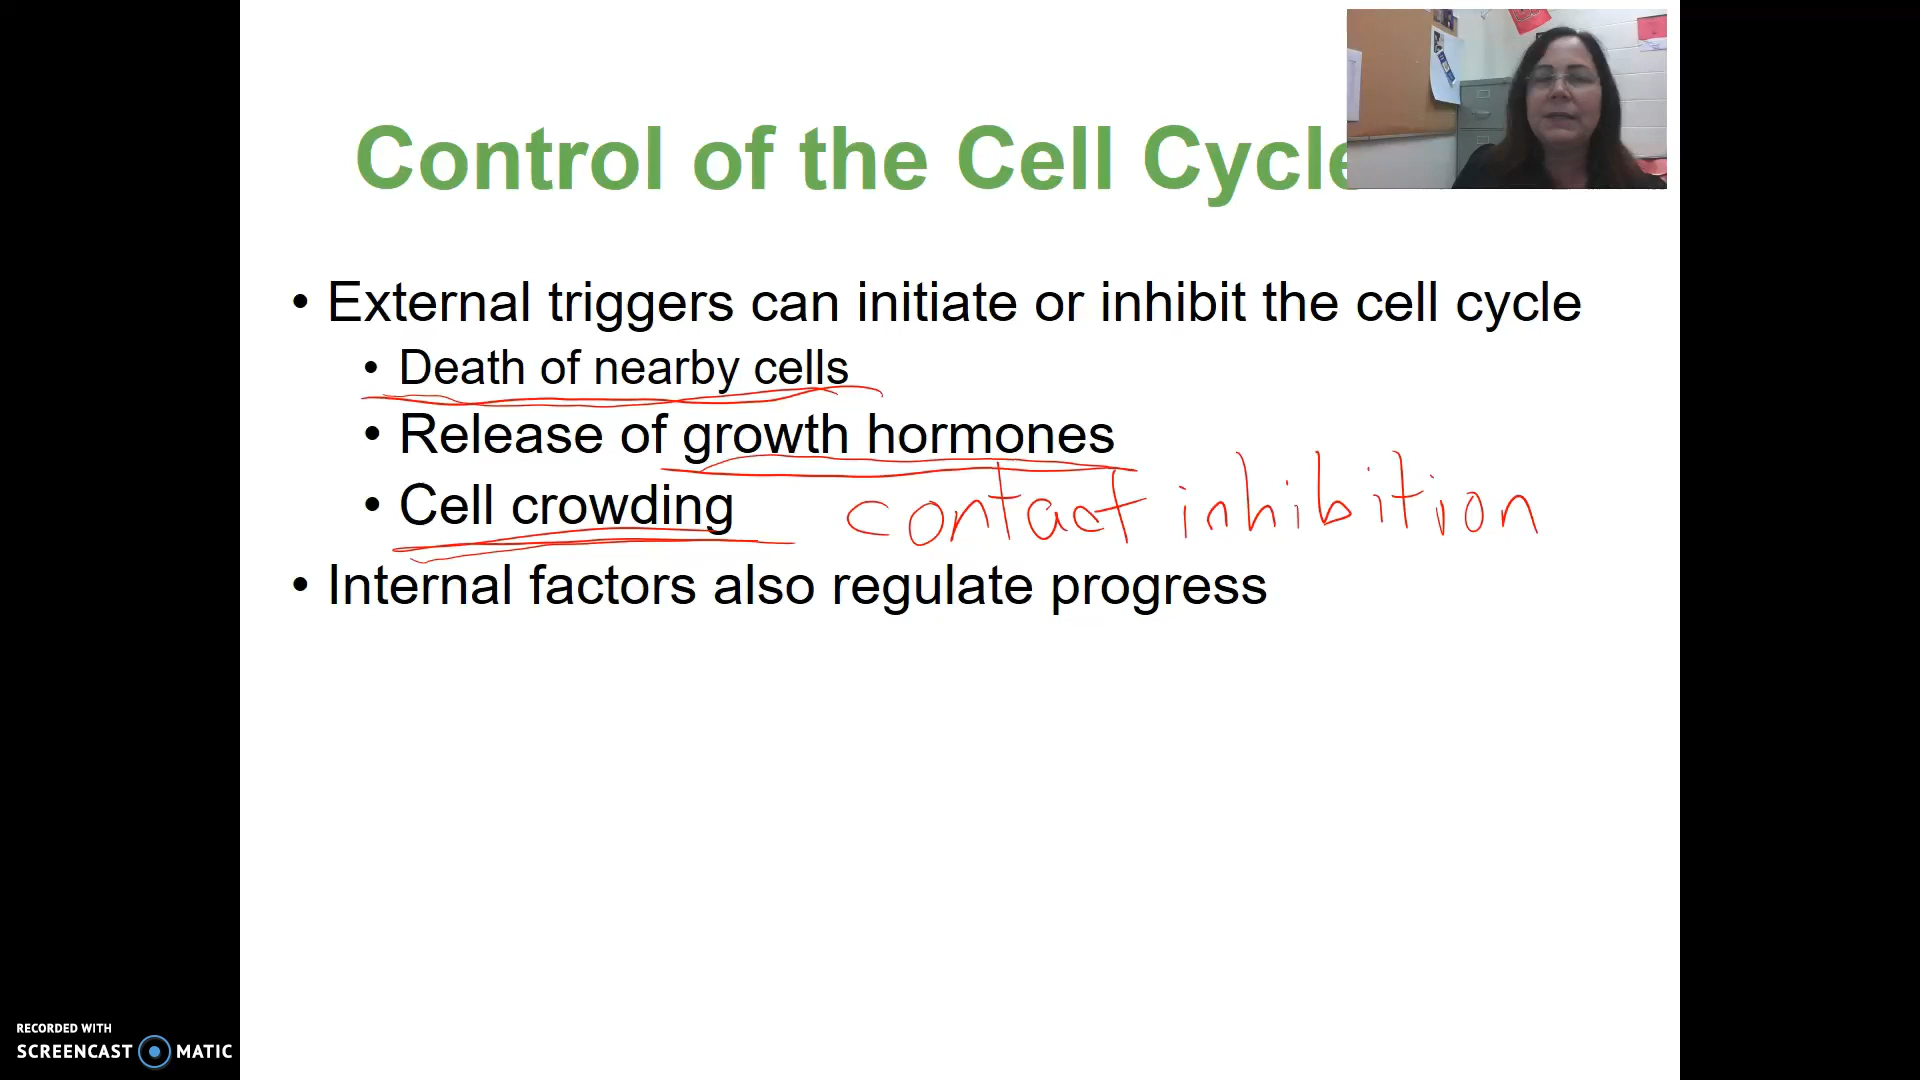 Control of the Cell Cycle
• External triggers can initiate or inhibit the cell cycle
• Death of nearby cells
• Release of growth hormones
• Cell crowding contact inhibition
• Internal factors also regulate progress
RECORDED WITH
SCREENCAST MATIC